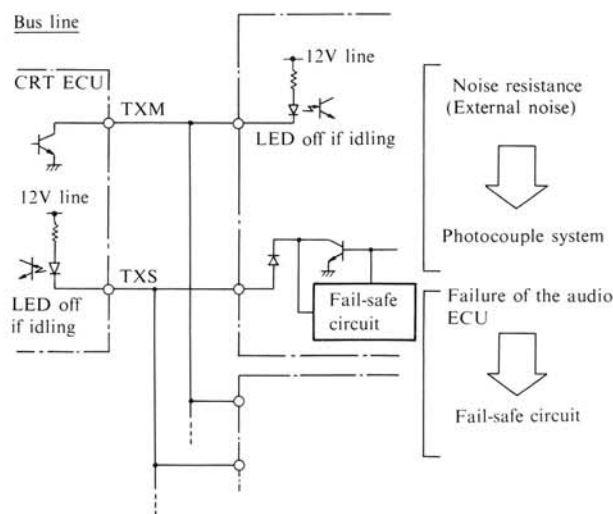 Bus line
CRT ECU
TXM
12V line
LED off if idling
12V line
LED off
if idling
TXS
Fail-safe
circuit
Noise resistance
(External noise)
Photocouple system
Failure of the audio
ECU
Fail-safe circuit